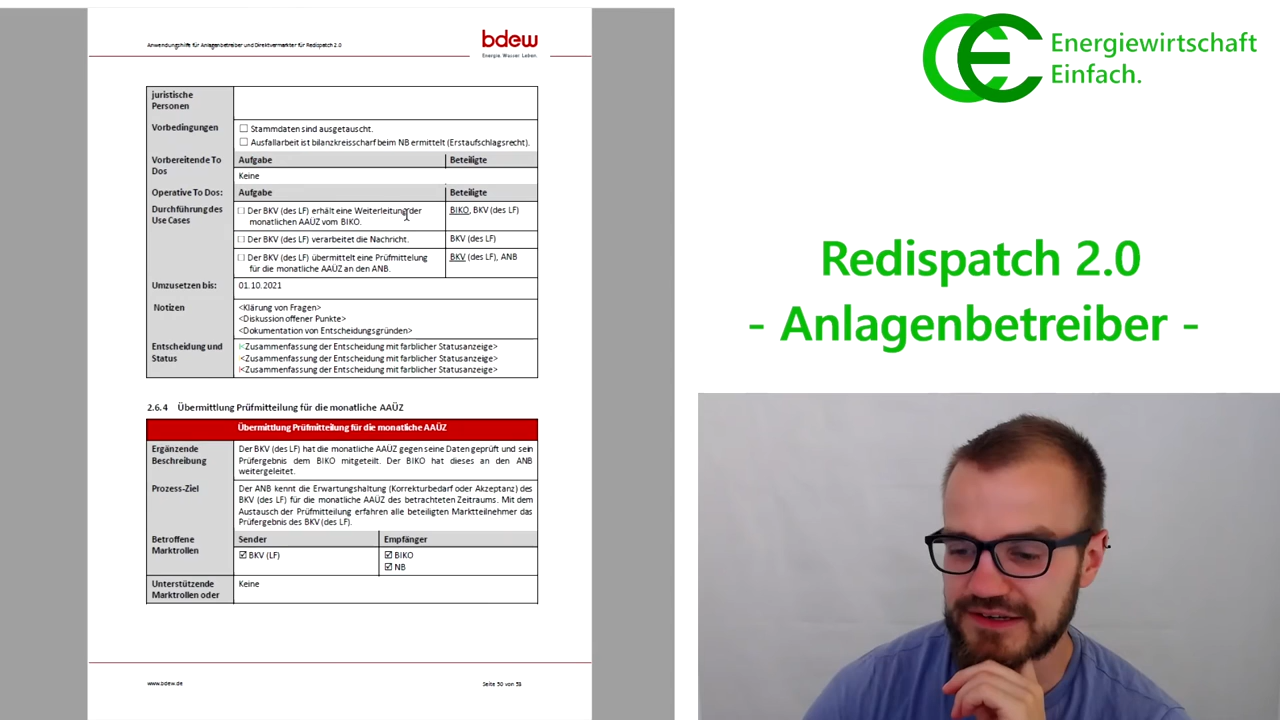 Anwendungshilfe für Anlagenbetreiber und Direktvermarkter für Redispatch 2.0
bdew
Energie. Wasser. Leben.
juristische
Personen
Vorbedingungen
☐ Stammdaten sind ausgetauscht.
☐ Ausfallarbeit ist bilanzkreisscharf beim NB ermittelt (Erstaufschlagsrecht).
Vorbereitende To
Dos
Aufgabe
Beteiligte
Keine
Operative To Dos:
Aufgabe
Beteiligte
Durchführung des
Use Cases
☐ Der BKV (des LF) erhält eine Weiterleitung der
monatlichen AAÜZ vom BIKO.
BIKO, BKV (des LF)
☐ Der BKV (des LF) verarbeitet die Nachricht.
BKV (des LF)
☐ Der BKV (des LF) übermittelt eine Prüfmitteilung
für die monatliche AAÜZ an den ANB.
BKV (des LF), ANB
Umzusetzen bis:
01.10.2021
Notizen
<Klärung von Fragen>
<Diskussion offener Punkte>
<Dokumentation von Entscheidungsgründen>
Entscheidung und
Status
!<Zusammenfassung der Entscheidung mit farblicher Statusanzeige>
!<Zusammenfassung der Entscheidung mit farblicher Statusanzeige>
!<Zusammenfassung der Entscheidung mit farblicher Statusanzeige>
2.6.4 Übermittlung Prüfmitteilung für die monatliche AAÜZ
Übermittlung Prüfmitteilung für die monatliche AAÜZ
Ergänzende
Beschreibung
Der BKV (des LF) hat die monatliche AAÜZ gegen seine Daten geprüft und sein
Prüfergebnis dem BIKO mitgeteilt. Der BIKO hat dieses an den ANB
weitergeleitet.
Prozess-Ziel
Der ANB kennt die Erwartungshaltung (Korrekturbedarf oder Akzeptanz) des
BKV (des LF) für die monatliche AAÜZ des betrachteten Zeitraums. Mit dem
Austausch der Prüfmitteilung erfahren alle beteiligten Marktteilnehmer das
Prüfergebnis des BKV (des LF).
Betroffene
Marktrollen
Sender
Empfänger
☑ BKV (LF)
☑ BIKO
☑ NB
Unterstützende
Marktrollen oder
Keine
www.bdew.de
Seite 50 von 53
Energiewirtschaft
Einfach.
Redispatch 2.0
- Anlagenbetreiber -